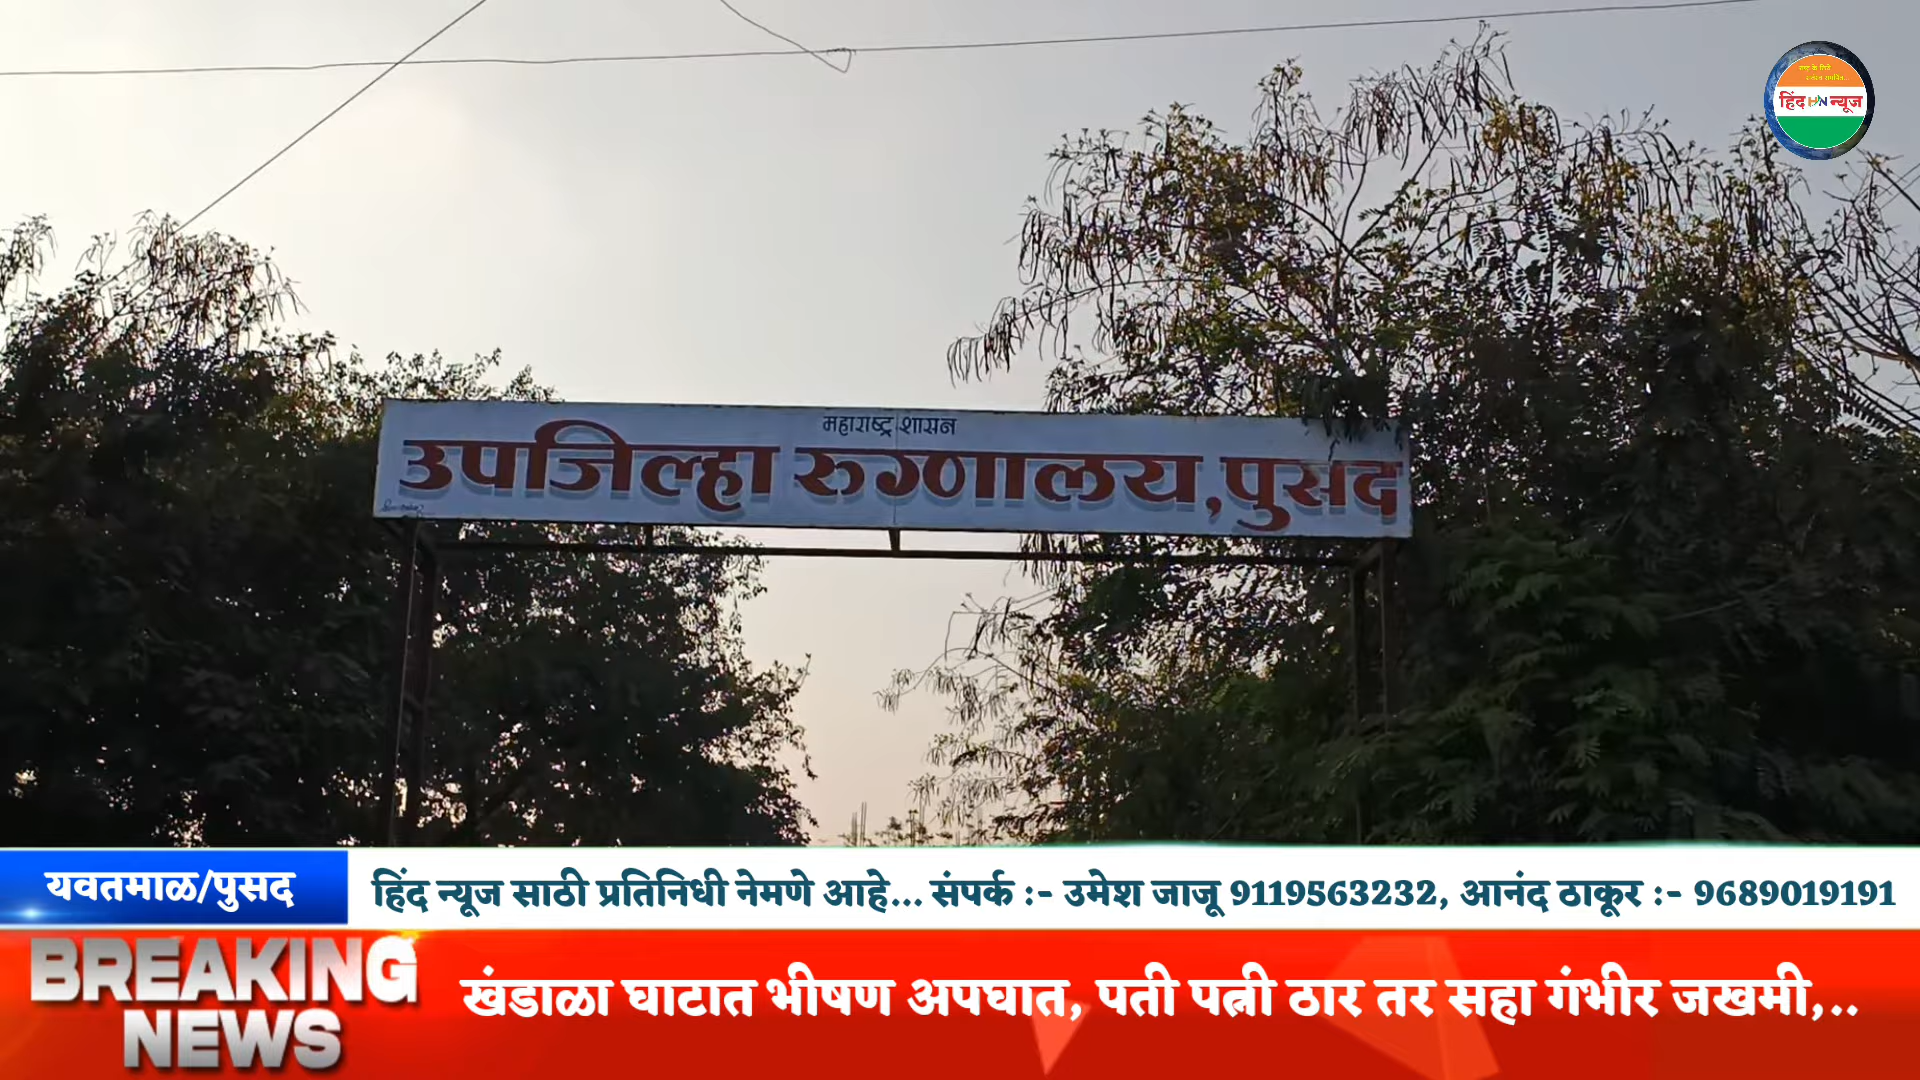 हिंद HN न्यूज
महाराष्ट्र शासन
उपजिल्हा रुग्णालय, पुसद
यवतमाळ/पुसद
हिंद न्यूज साठी प्रतिनिधी नेमणे आहे... संपर्क :- उमेश जाजू 9119563232, आनंद ठाकूर :- 9689019191
BREAKING
NEWS
खंडाळा घाटात भीषण अपघात, पती पत्नी ठार तर सहा गंभीर जखमी,..